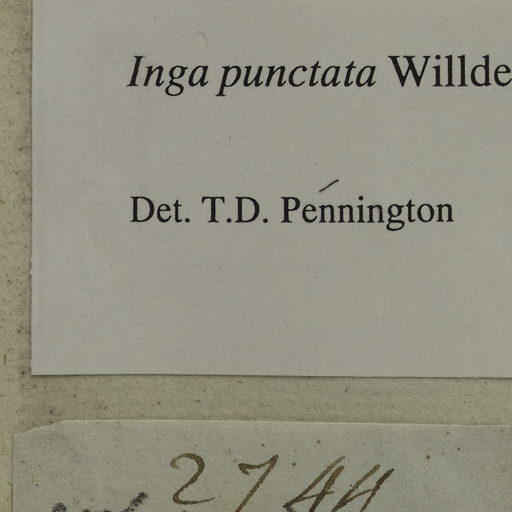 Inga punctata Willde
Det. T.D. Pennington
2744